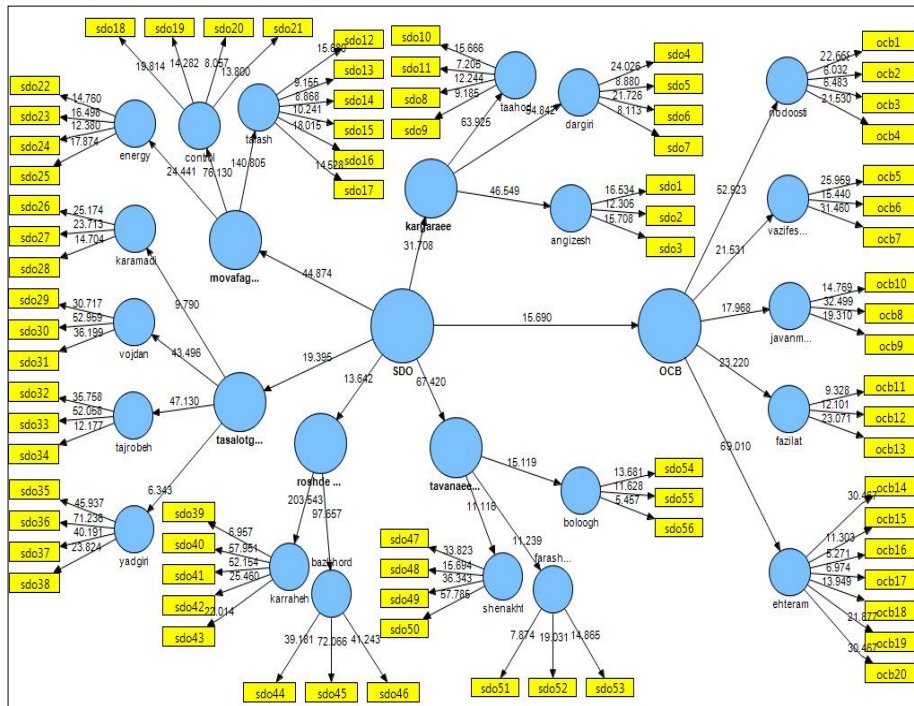 sdo18
sdo19
sdo20
sdo21
19.814
14.282
8.057
13.800
control
sdo12
sdo13
sdo14
sdo15
sdo16
sdo17
9.155
8.868
10.241
18.015
14.528
talash
sdo22
sdo23
sdo24
sdo25
14.760
16.498
12.380
17.874
energy
24.441
76.130
140.805
movafag...
44.874
sdo10
sdo11
sdo8
sdo9
15.666
7.205
12.244
9.185
taahod
sdo4
sdo5
sdo6
sdo7
24.026
8.880
21.726
8.113
dargiri
63.925
94.842
46.549
kargaraee
31.708
sdo1
sdo2
sdo3
16.534
12.305
15.708
angizesh
sdo26
sdo27
sdo28
25.174
23.713
14.704
karamadi
sdo29
sdo30
sdo31
30.717
52.959
36.199
vojdan
sdo32
sdo33
sdo34
35.758
52.058
12.177
tajrobeh
sdo35
sdo36
sdo37
sdo38
45.937
71.238
40.191
23.824
yadgiri
9.790
43.496
47.130
6.343
tasalotg...
19.395
SDO
15.690
OCB
13.642
67.420
roshde ...
203.543
97.657
sdo39
sdo40
sdo41
sdo42
sdo43
6.957
57.951
52.154
25.460
22.014
karraheh
bazkhord
39.161
72.066
41.243
sdo44
sdo45
sdo46
tavanaee...
15.119
11.116
11.239
sdo54
sdo55
sdo56
13.681
11.628
5.457
boloogh
sdo47
sdo48
sdo49
sdo50
33.823
15.694
36.343
57.785
shenakht
farash...
7.874
19.031
14.865
sdo51
sdo52
sdo53
52.923
21.531
17.968
23.220
69.010
ocb1
ocb2
ocb3
ocb4
22.669
6.032
6.483
21.530
nodoosti
ocb5
ocb6
ocb7
25.959
15.440
31.460
vazifes...
ocb10
ocb8
ocb9
14.769
32.499
19.310
javanm...
ocb11
ocb12
ocb13
9.328
12.101
23.071
fazilat
ocb14
ocb15
ocb16
ocb17
ocb18
ocb19
ocb20
30.467
11.303
5.271
6.974
13.949
21.877
30.467
ehteram